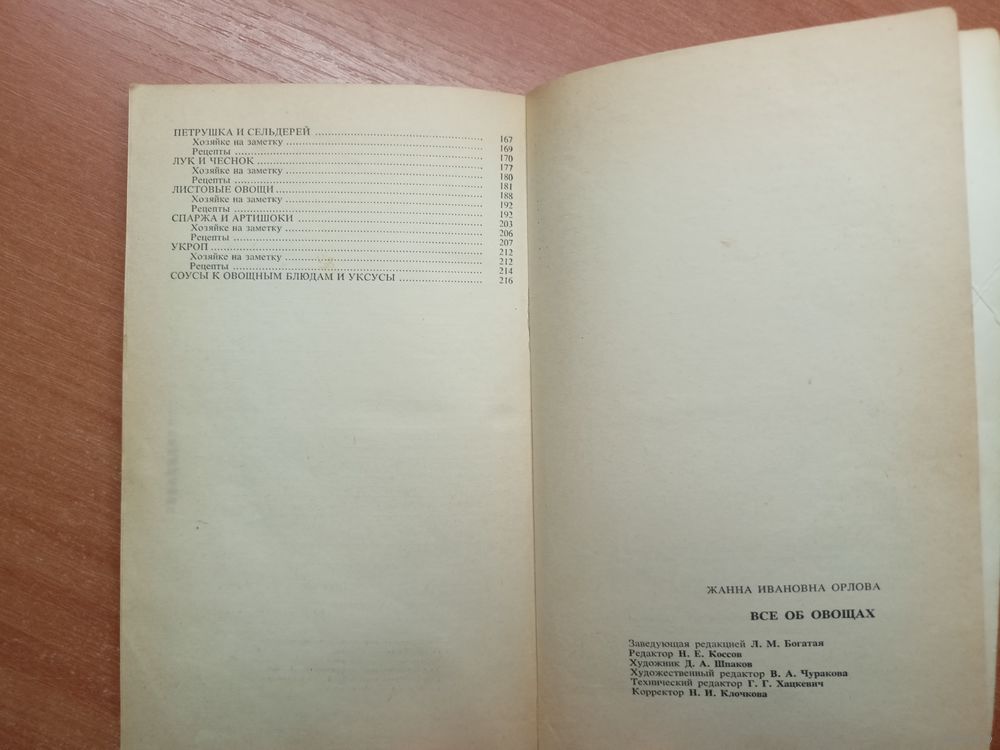 ПЕТРУШКА И СЕЛЬДЕРЕЙ ........ 167
Хозяйке на заметку ........ 169
Рецепты ........ 170
ЛУК И ЧЕСНОК ........ 177
Хозяйке на заметку ........ 180
Рецепты ........ 181
ЛИСТОВЫЕ ОВОЩИ ........ 188
Хозяйке на заметку ........ 192
Рецепты ........ 192
СПАРЖА И АРТИШОКИ ........ 203
Хозяйке на заметку ........ 206
Рецепты ........ 207
УКРОП ........ 212
Хозяйке на заметку ........ 212
Рецепты ........ 214
СОУСЫ К ОВОЩНЫМ БЛЮДАМ И УКСУСЫ ........ 216
ЖАННА ИВАНОВНА ОРЛОВА
ВСЕ ОБ ОВОЩАХ
Заведующая редакцией Л. М. Богатая
Редактор Н. Е. Коссов
Художник Д. А. Шпаков
Художественный редактор В. А. Чуракова
Технический редактор Г. Г. Хацкевич
Корректор Н. И. Клочкова